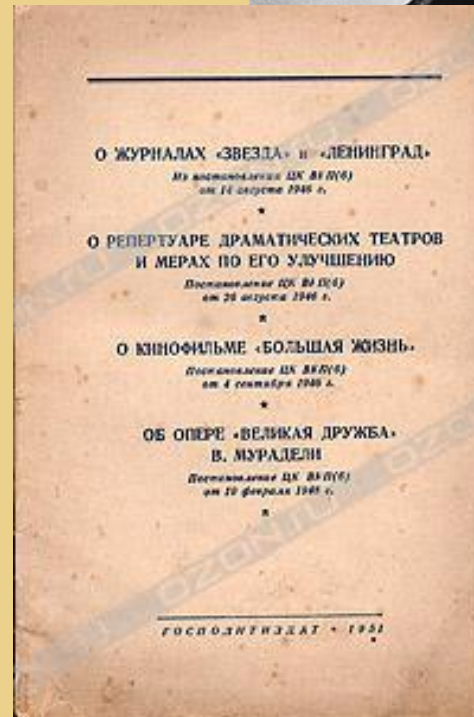 О ЖУРНАЛАХ «ЗВЕЗДА» и «ЛЕНИНГРАД»
Из постановления ЦК ВКП(б)
от 14 августа 1946 г.
О РЕПЕРТУАРЕ ДРАМАТИЧЕСКИХ ТЕАТРОВ
И МЕРАХ ПО ЕГО УЛУЧШЕНИЮ
Постановление ЦК ВКП(б)
от 26 августа 1946 г.
О КИНОФИЛЬМЕ «БОЛЬШАЯ ЖИЗНЬ»
Постановление ЦК ВКП(б)
от 4 сентября 1946 г.
ОБ ОПЕРЕ «ВЕЛИКАЯ ДРУЖБА»
В. МУРАДЕЛИ
Постановление ЦК ВКП(б)
от 10 февраля 1948 г.
ГОСПОЛИТИЗДАТ • 1951